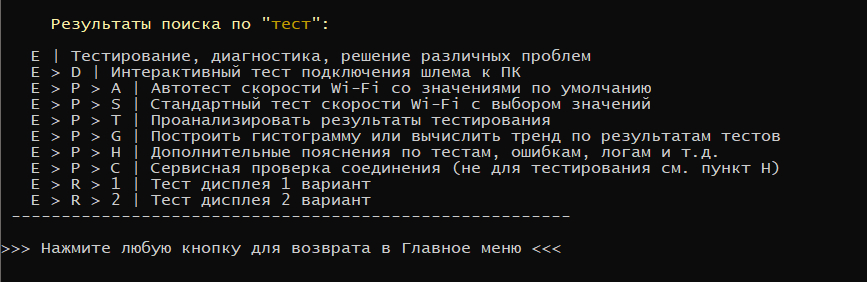 Результаты поиска по "тест":
E | Тестирование, диагностика, решение различных проблем
E > D | Интерактивный тест подключения шлема к ПК
E > P > A | Автотест скорости Wi-Fi со значениями по умолчанию
E > P > S | Стандартный тест скорости Wi-Fi с выбором значений
E > P > T | Проанализировать результаты тестирования
E > P > G | Построить гистограмму или вычислить тренд по результатам тестов
E > P > H | Дополнительные пояснения по тестам, ошибкам, логам и т.д.
E > P > C | Сервисная проверка соединения (не для тестирования см. пункт H)
E > R > 1 | Тест дисплея 1 вариант
E > R > 2 | Тест дисплея 2 вариант
--------------------------------------------------------
>>> Нажмите любую кнопку для возврата в Главное меню <<<